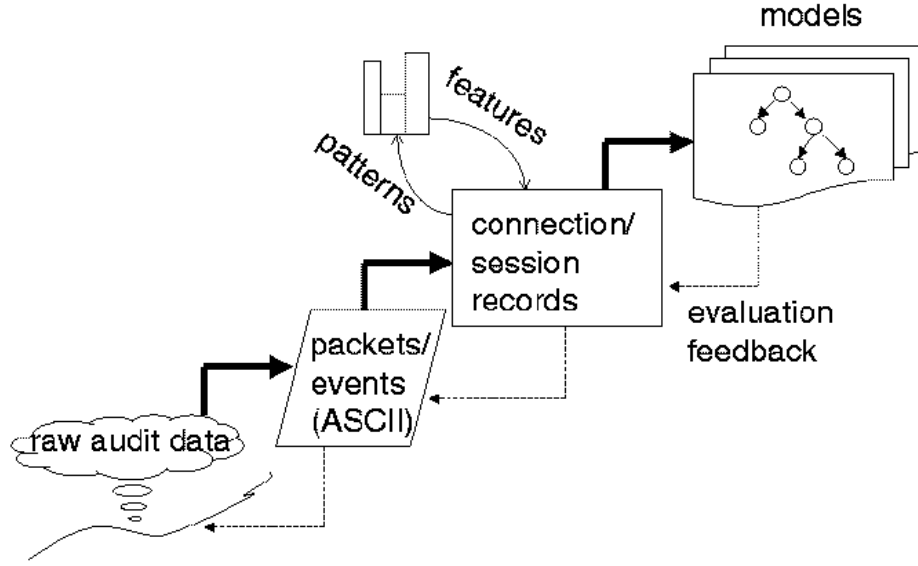 models
features
patterns
connection/
session
records
evaluation
feedback
packets/
events
(ASCII)
raw audit data